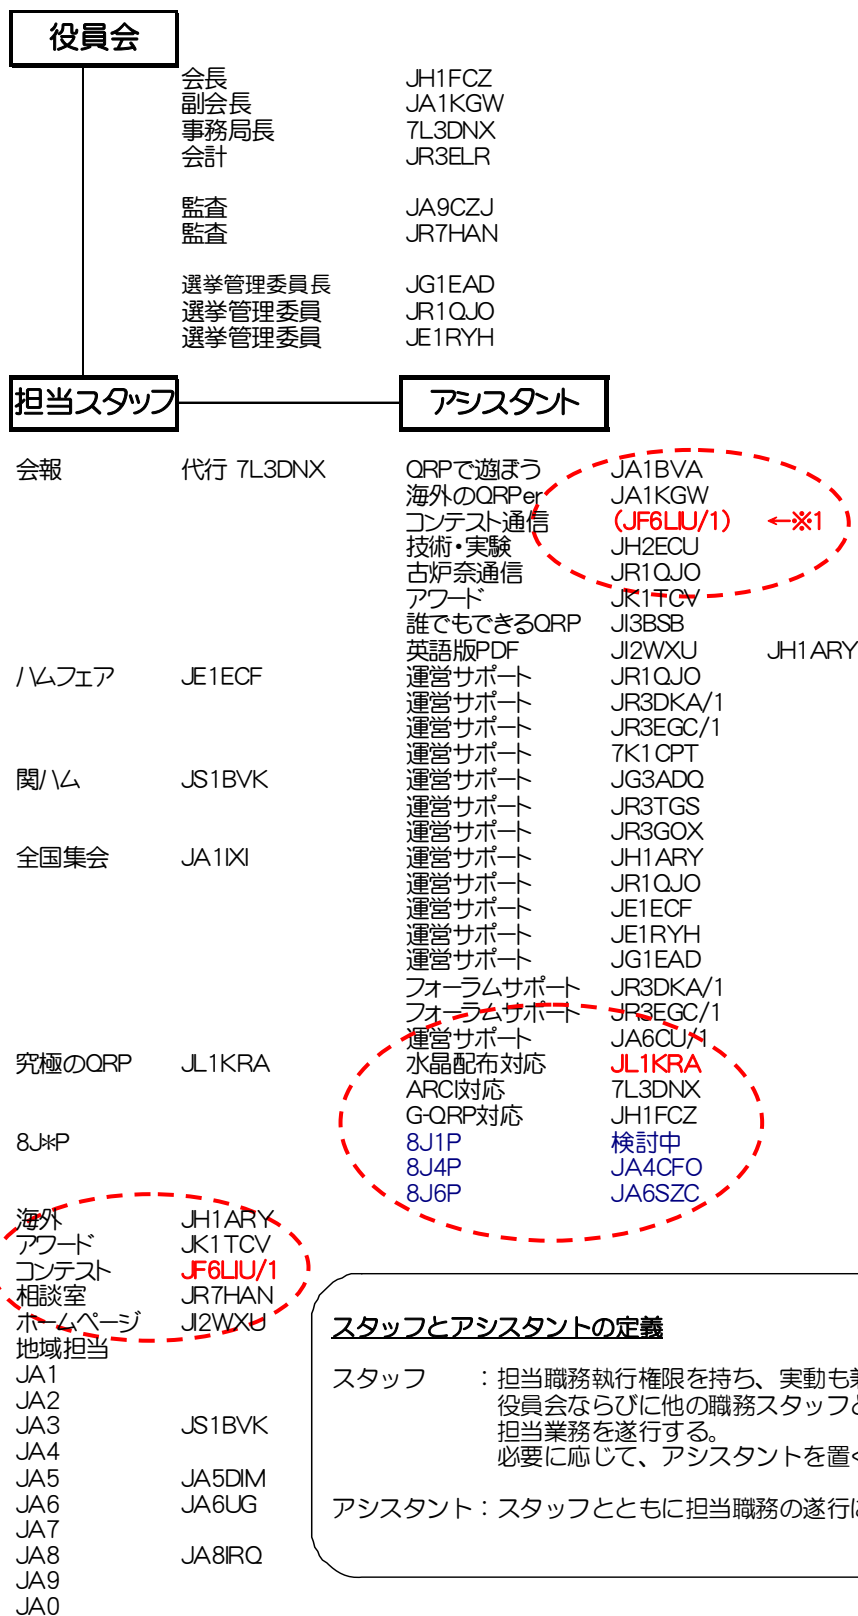 役員会
会長 JH1FCZ
副会長 JA1KGW
事務局長 7L3DNX
会計 JR3ELR
監査 JA9CZJ
監査 JR7HAN
選挙管理委員長 JG1EAD
選挙管理委員 JR1QJO
選挙管理委員 JE1RYH
担当スタッフ アシスタント
会報 代行 7L3DNX QRPで遊ぼう JA1BVA
海外のQRPer JA1KGW
コンテスト通信 (JF6LIU/1) ←※1
技術・実験 JH2ECU
古炉奈通信 JR1QJO
アワード JK1TCV
誰でもできるQRP JI3BSB
英語版PDF JI2WXU JH1ARY
ハムフェア JE1ECF 運営サポート JR1QJO
運営サポート JR3DKA/1
運営サポート JR3EGC/1
運営サポート 7K1CPT
関ハム JS1BVK 運営サポート JG3ADQ
運営サポート JR3TGS
運営サポート JR3GOX
全国集会 JA1IXI 運営サポート JH1ARY
運営サポート JR1QJO
運営サポート JE1ECF
運営サポート JE1RYH
運営サポート JG1EAD
フォーラムサポート JR3DKA/1
フォーラムサポート JR3EGC/1
運営サポート JA6CU/1
究極のQRP JL1KRA 水晶配布対応 JL1KRA
ARCI対応 7L3DNX
G-QRP対応 JH1FCZ
8J*P 8J1P 検討中
8J4P JA4CFO
8J6P JA6SZC
海外 JH1ARY
アワード JK1TCV
コンテスト JF6LIU/1
相談室 JR7HAN
ホームページ JI2WXU
地域担当
JA1
JA2
JA3 JS1BVK
JA4
JA5 JA5DIM
JA6 JA6UG
JA7
JA8 JA8IRQ
JA9
JA0
スタッフとアシスタントの定義
スタッフ ：担当職務執行権限を持ち、実動も
役員会ならびに他の職務スタッフと
担当業務を遂行する。
必要に応じて、アシスタントを置く
アシスタント：スタッフとともに担当職務の遂行に